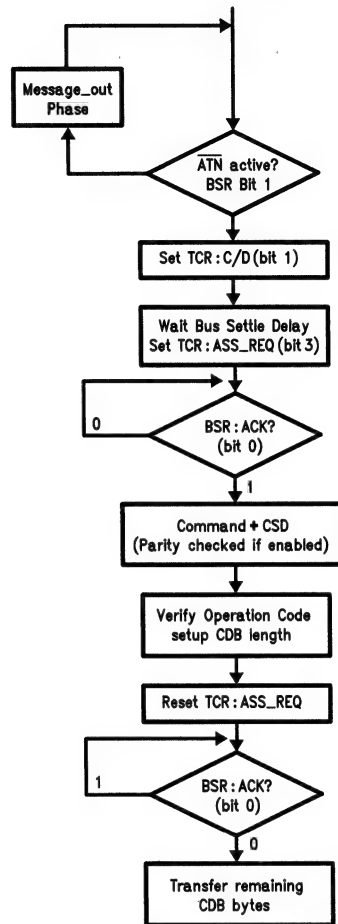 Message_out
Phase
ATN active?
BSR Bit 1
Set TCR:C/D(bit 1)
Wait Bus Settle Delay
Set TCR:ASS_REQ(bit3)
0
BSR:ACK?
(bit 0)
1
Command + CSD
(Parity checked if enabled)
Verify Operation Code
setup CDB length
Reset TCR:ASS_REQ
1
BSR:ACK?
(bit 0)
0
Transfer remaining
CDB bytes